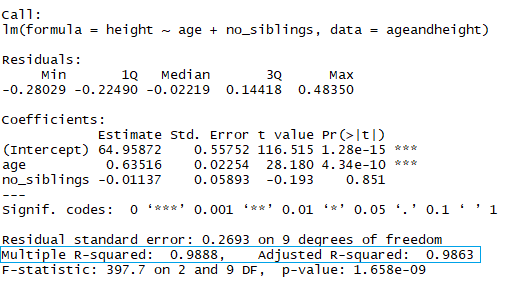 Call:
lm(formula = height ~ age + no_siblings, data = ageandheight)
Residuals:
Min 1Q Median 3Q Max
-0.28029 -0.22490 -0.02219 0.14418 0.48350
Coefficients:
Estimate Std. Error t value Pr(>|t|)
(Intercept) 64.95872 0.55752 116.515 1.28e-15 ***
age 0.63516 0.02254 28.180 4.34e-10 ***
no_siblings -0.01137 0.05893 -0.193 0.851
---
Signif. codes: 0 ‘***’ 0.001 ‘**’ 0.01 ‘*’ 0.05 ‘.’ 0.1 ‘ ’ 1
Residual standard error: 0.2693 on 9 degrees of freedom
Multiple R-squared: 0.9888, Adjusted R-squared: 0.9863
F-statistic: 397.7 on 2 and 9 DF, p-value: 1.658e-09